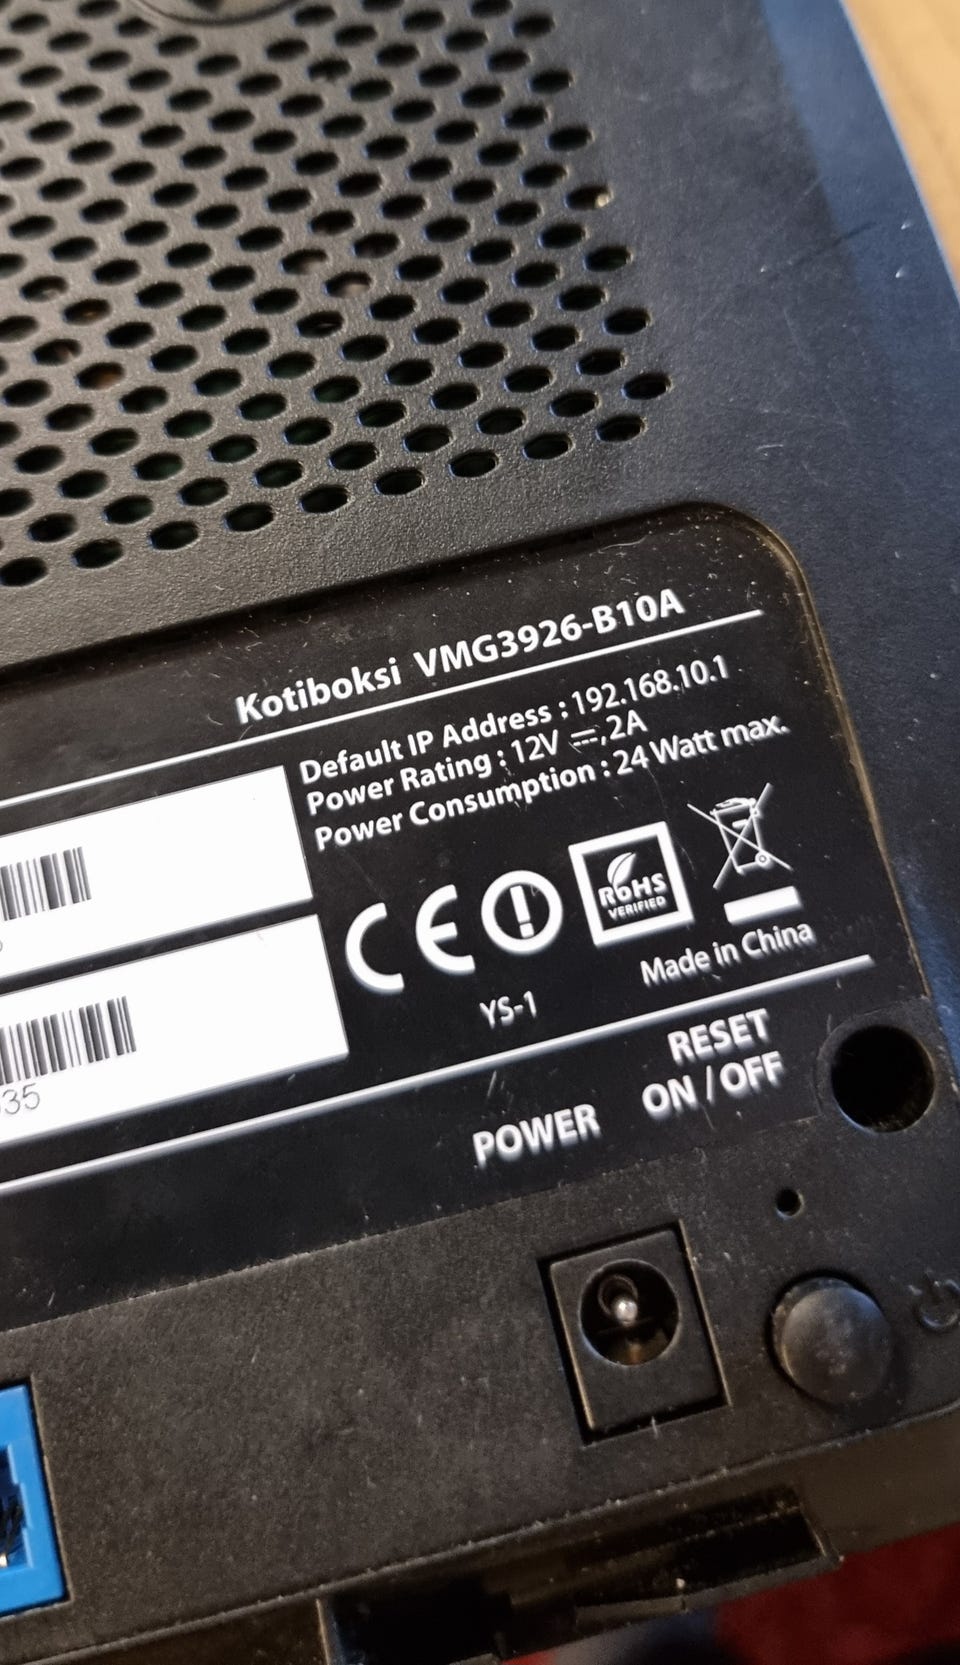 Kotiboksi VMG3926-B10A
Default IP Address : 192.168.10.1
Power Rating : 12V ⎓, 2A
Power Consumption : 24 Watt max.
CE
RoHS
VERIFIED
YS-1
Made in China
35
POWER
RESET
ON / OFF